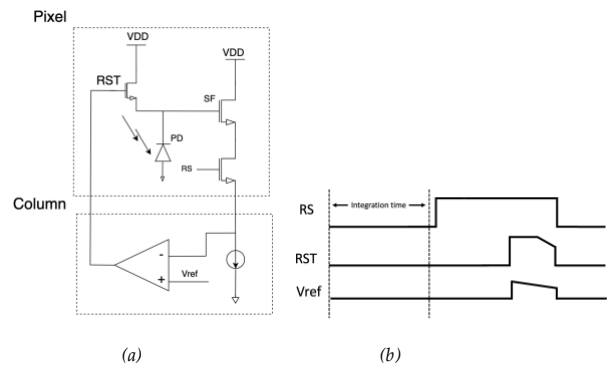 Pixel
VDD
VDD
RST
SF
PD
RS
Column
-
+
Vref
(a)
Integration time
RS
RST
Vref
(b)